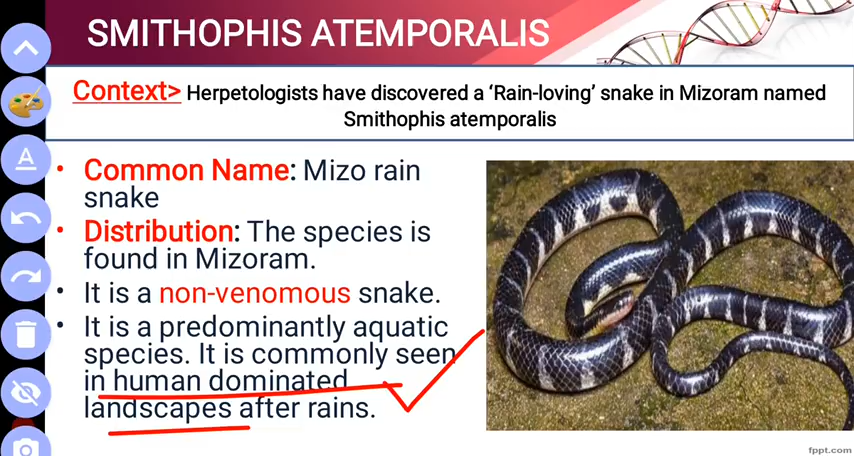 SMITHOPHIS ATEMPORALIS
Context> Herpetologists have discovered a ‘Rain-loving’ snake in Mizoram named
Smithophis atemporalis
• Common Name: Mizo rain
snake
• Distribution: The species is
found in Mizoram.
• It is a non-venomous snake.
• It is a predominantly aquatic
species. It is commonly seen
in human dominated
landscapes after rains.
A
fppt.com